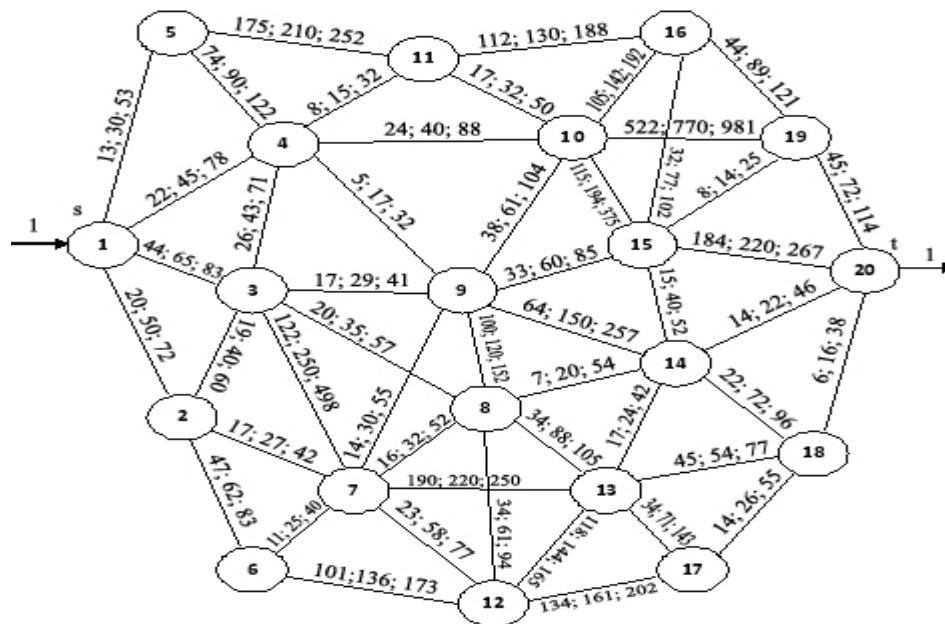 5
175; 210; 252
11
112; 130; 188
16
44; 89; 121
74; 90; 122
8; 15; 32
17; 32; 50
105; 142; 192
13; 30; 53
4
24; 40; 88
10
522; 770; 981
19
22; 45; 78
26; 43; 71
5; 17; 32
38; 61; 104
115; 194; 375
32; 77; 102
8; 14; 25
45; 72; 114
1
s
1
44; 65; 83
15
184; 220; 267
t
20
1
3
17; 29; 41
9
33; 60; 85
15; 40; 52
20; 50; 72
19; 40; 60
122; 250; 498
20; 35; 57
64; 150; 257
14; 22; 46
6; 16; 38
100; 120; 152
14
2
8
7; 20; 54
22; 72; 96
17; 27; 42
14; 30; 55
16; 32; 52
34; 88; 105
17; 24; 42
45; 54; 77
18
47; 62; 83
7
190; 220; 250
13
11; 25; 40
23; 58; 77
34; 61; 94
118; 144; 165
34; 71; 143
14; 26; 55
6
101;136; 173
12
134; 161; 202
17